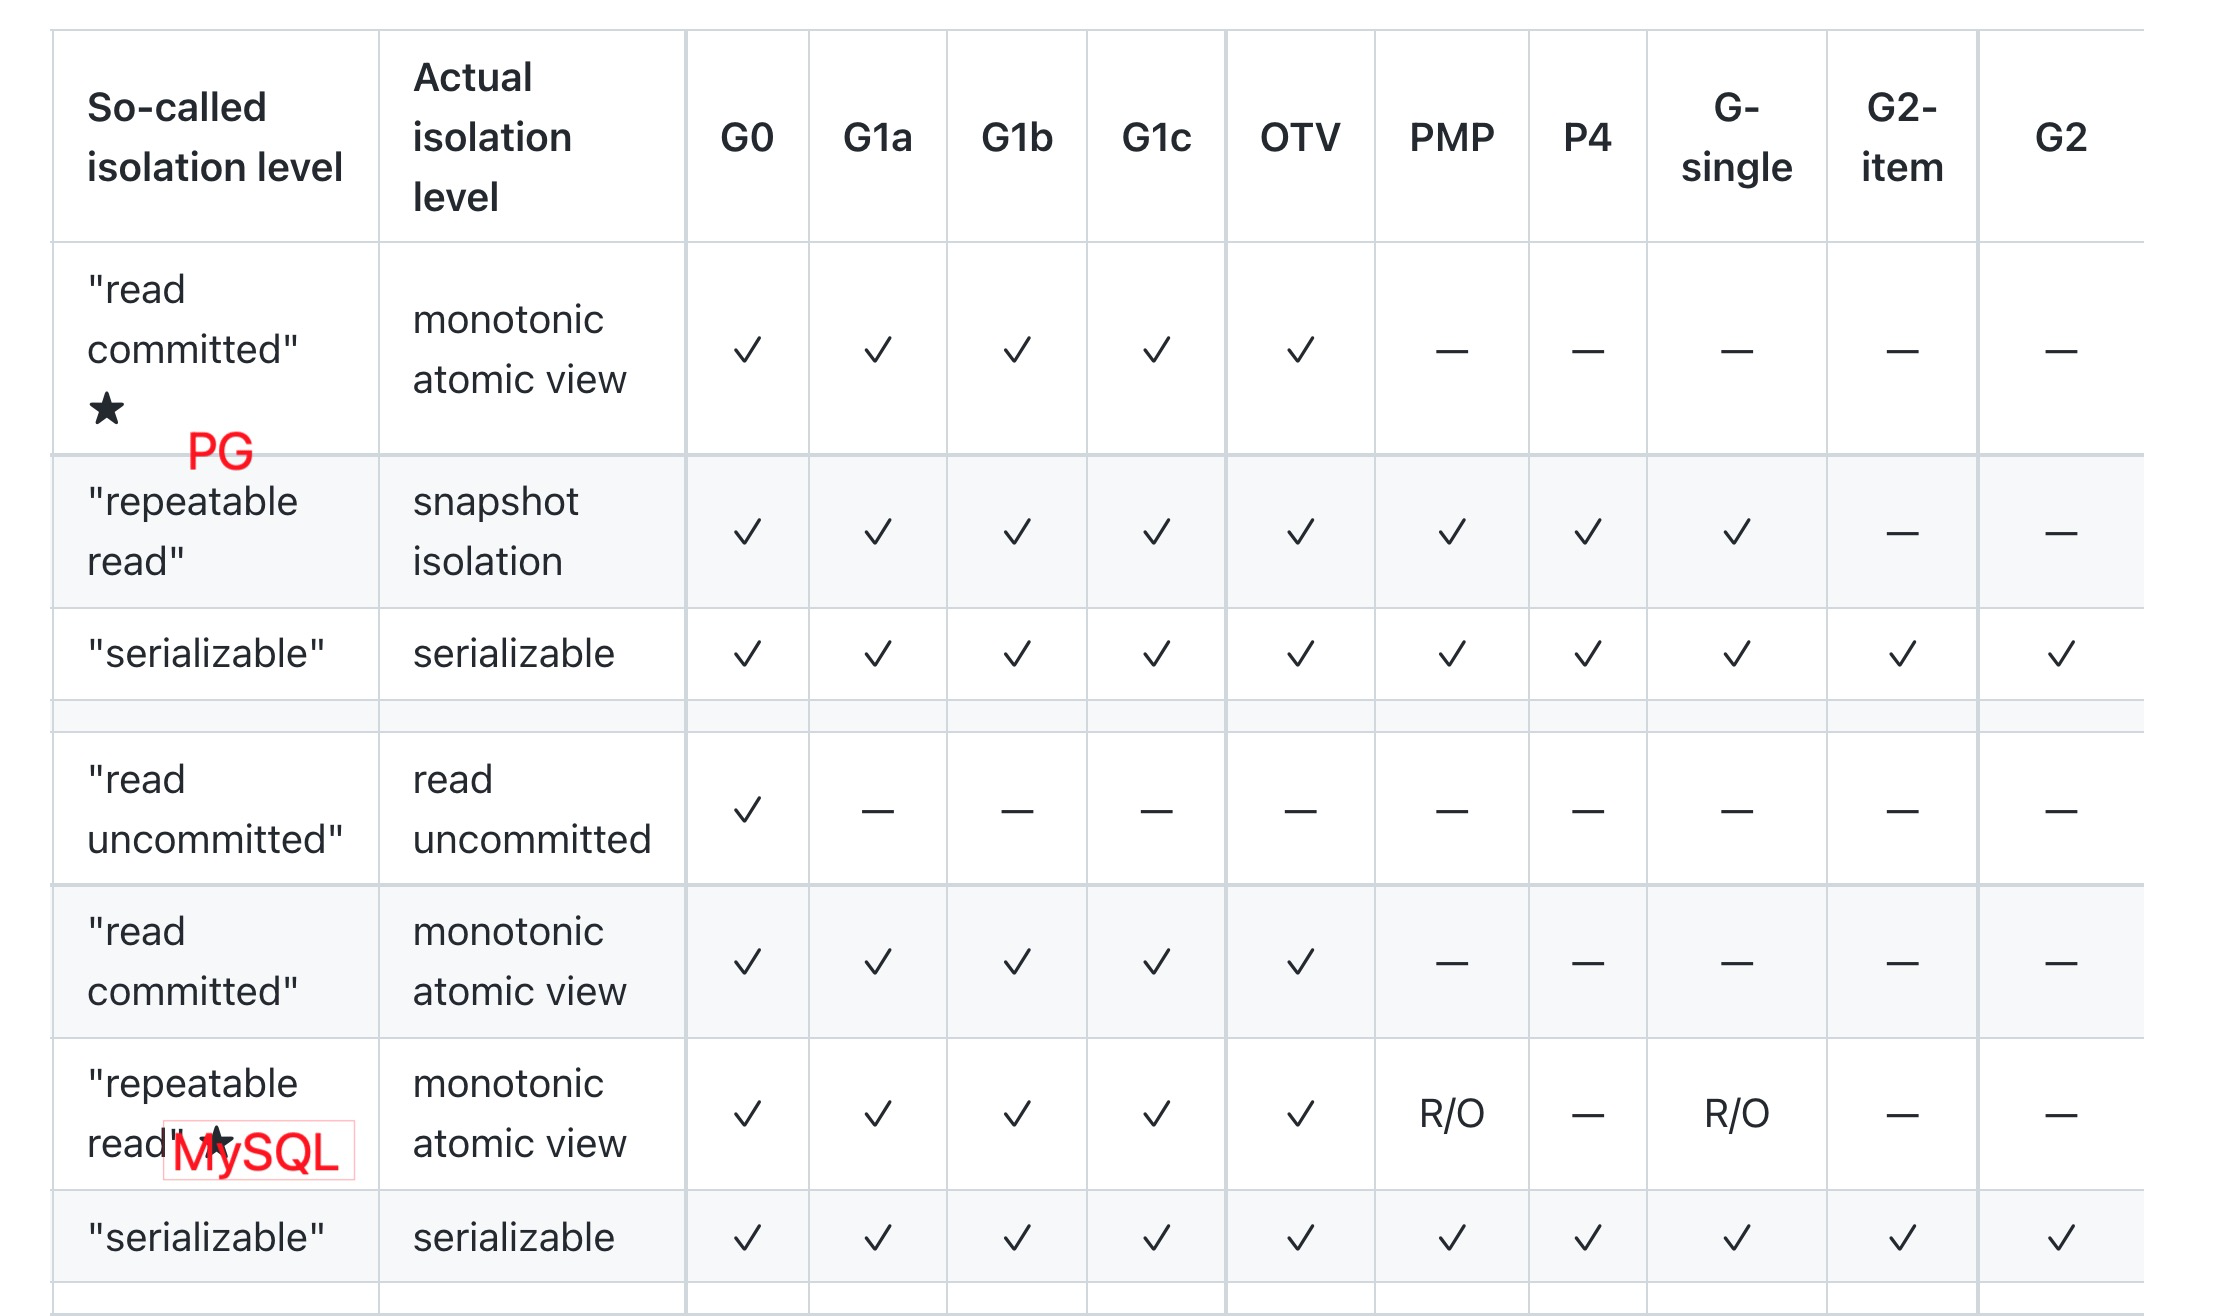 So-called isolation level | Actual isolation level | G0 | G1a | G1b | G1c | OTV | PMP | P4 | G-single | G2-item | G2
"read committed" ★ | monotonic atomic view | ✓ | ✓ | ✓ | ✓ | ✓ | — | — | — | — | —
PG
"repeatable read" | snapshot isolation | ✓ | ✓ | ✓ | ✓ | ✓ | ✓ | ✓ | ✓ | — | —
"serializable" | serializable | ✓ | ✓ | ✓ | ✓ | ✓ | ✓ | ✓ | ✓ | ✓ | ✓
"read uncommitted" | read uncommitted | ✓ | — | — | — | — | — | — | — | — | —
"read committed" | monotonic atomic view | ✓ | ✓ | ✓ | ✓ | ✓ | — | — | — | — | —
"repeatable read" ★ | monotonic atomic view | ✓ | ✓ | ✓ | ✓ | ✓ | R/O | — | R/O | — | —
MySQL
"serializable" | serializable | ✓ | ✓ | ✓ | ✓ | ✓ | ✓ | ✓ | ✓ | ✓ | ✓